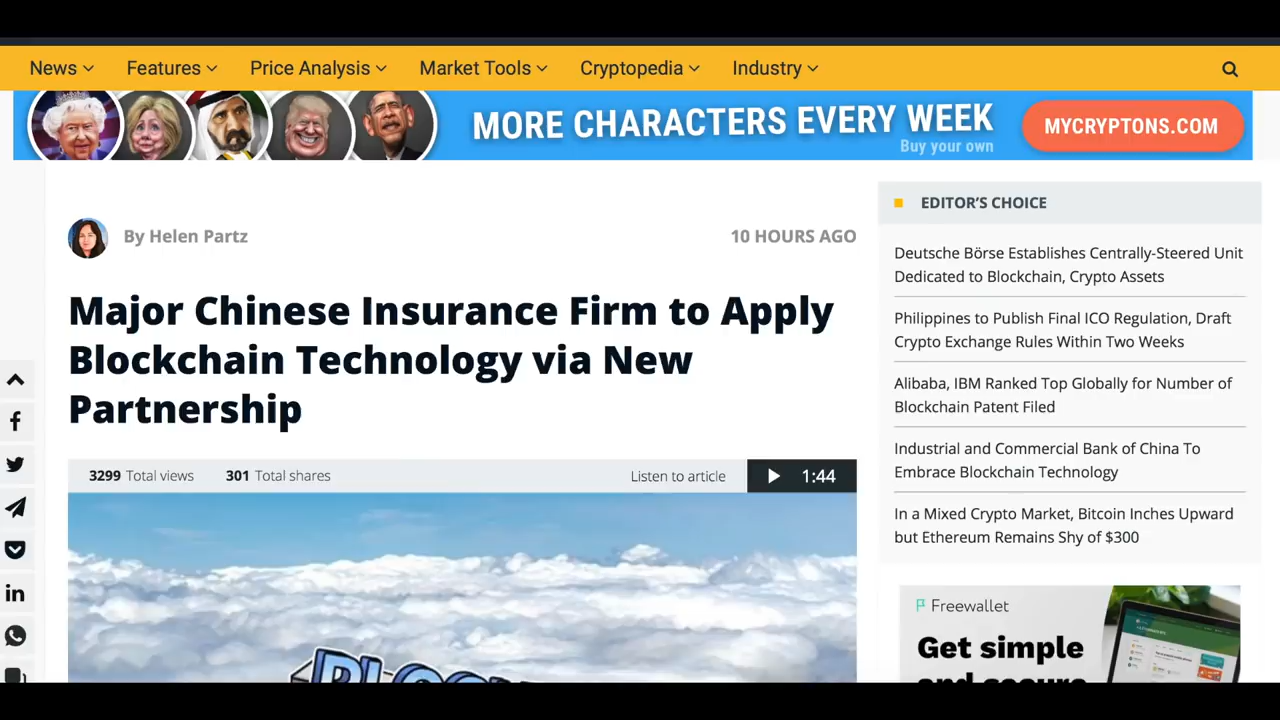 News
Features
Price Analysis
Market Tools
Cryptopedia
Industry
MORE CHARACTERS EVERY WEEK
Buy your own
MYCRYPTONS.COM
By Helen Partz
10 HOURS AGO
Major Chinese Insurance Firm to Apply
Blockchain Technology via New
Partnership
3299 Total views
301 Total shares
Listen to article
1:44
EDITOR'S CHOICE
Deutsche Börse Establishes Centrally-Steered Unit
Dedicated to Blockchain, Crypto Assets
Philippines to Publish Final ICO Regulation, Draft
Crypto Exchange Rules Within Two Weeks
Alibaba, IBM Ranked Top Globally for Number of
Blockchain Patent Filed
Industrial and Commercial Bank of China To
Embrace Blockchain Technology
In a Mixed Crypto Market, Bitcoin Inches Upward
but Ethereum Remains Shy of $300
Freewallet
Get simple
and secure